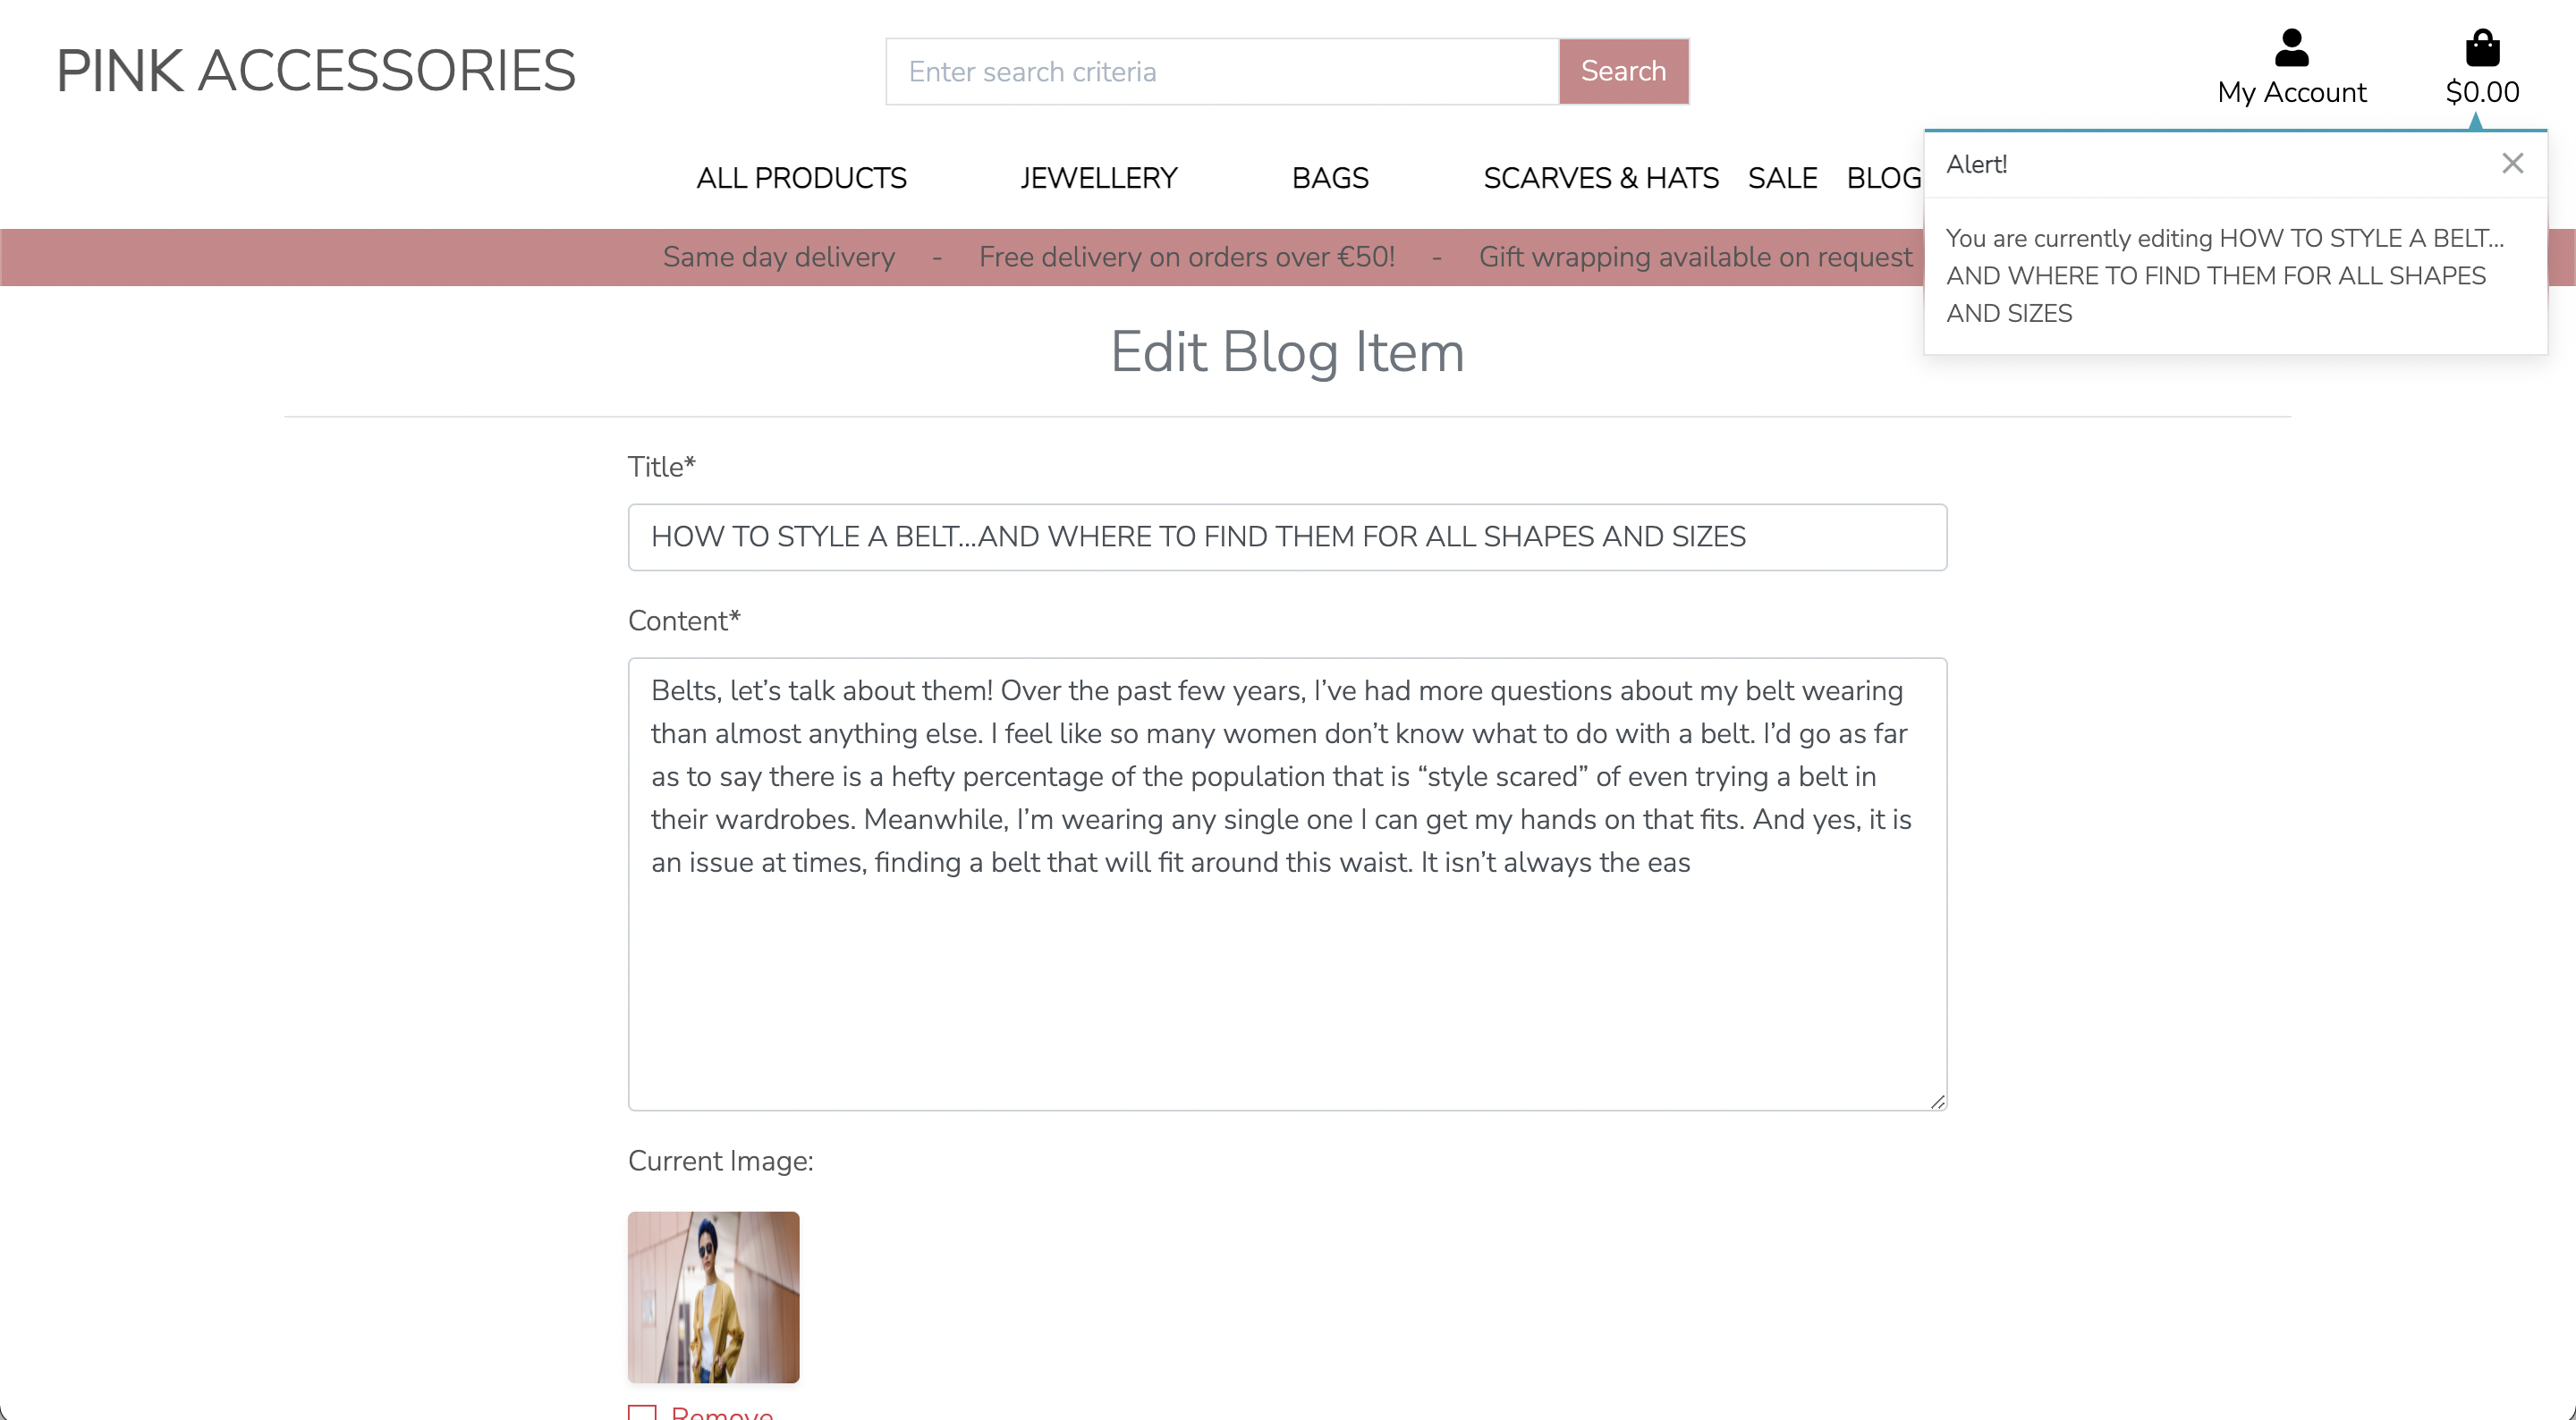 PINK ACCESSORIES
Enter search criteria
Search
My Account
$0.00
ALL PRODUCTS
JEWELLERY
BAGS
SCARVES & HATS
SALE
BLOG
Same day delivery - Free delivery on orders over €50! - Gift wrapping available on request
Alert!
You are currently editing HOW TO STYLE A BELT...
AND WHERE TO FIND THEM FOR ALL SHAPES
AND SIZES
Edit Blog Item
Title*
HOW TO STYLE A BELT...AND WHERE TO FIND THEM FOR ALL SHAPES AND SIZES
Content*
Belts, let’s talk about them! Over the past few years, I’ve had more questions about my belt wearing
than almost anything else. I feel like so many women don’t know what to do with a belt. I’d go as far
as to say there is a hefty percentage of the population that is “style scared” of even trying a belt in
their wardrobes. Meanwhile, I’m wearing any single one I can get my hands on that fits. And yes, it is
an issue at times, finding a belt that will fit around this waist. It isn’t always the eas
Current Image:
Remove